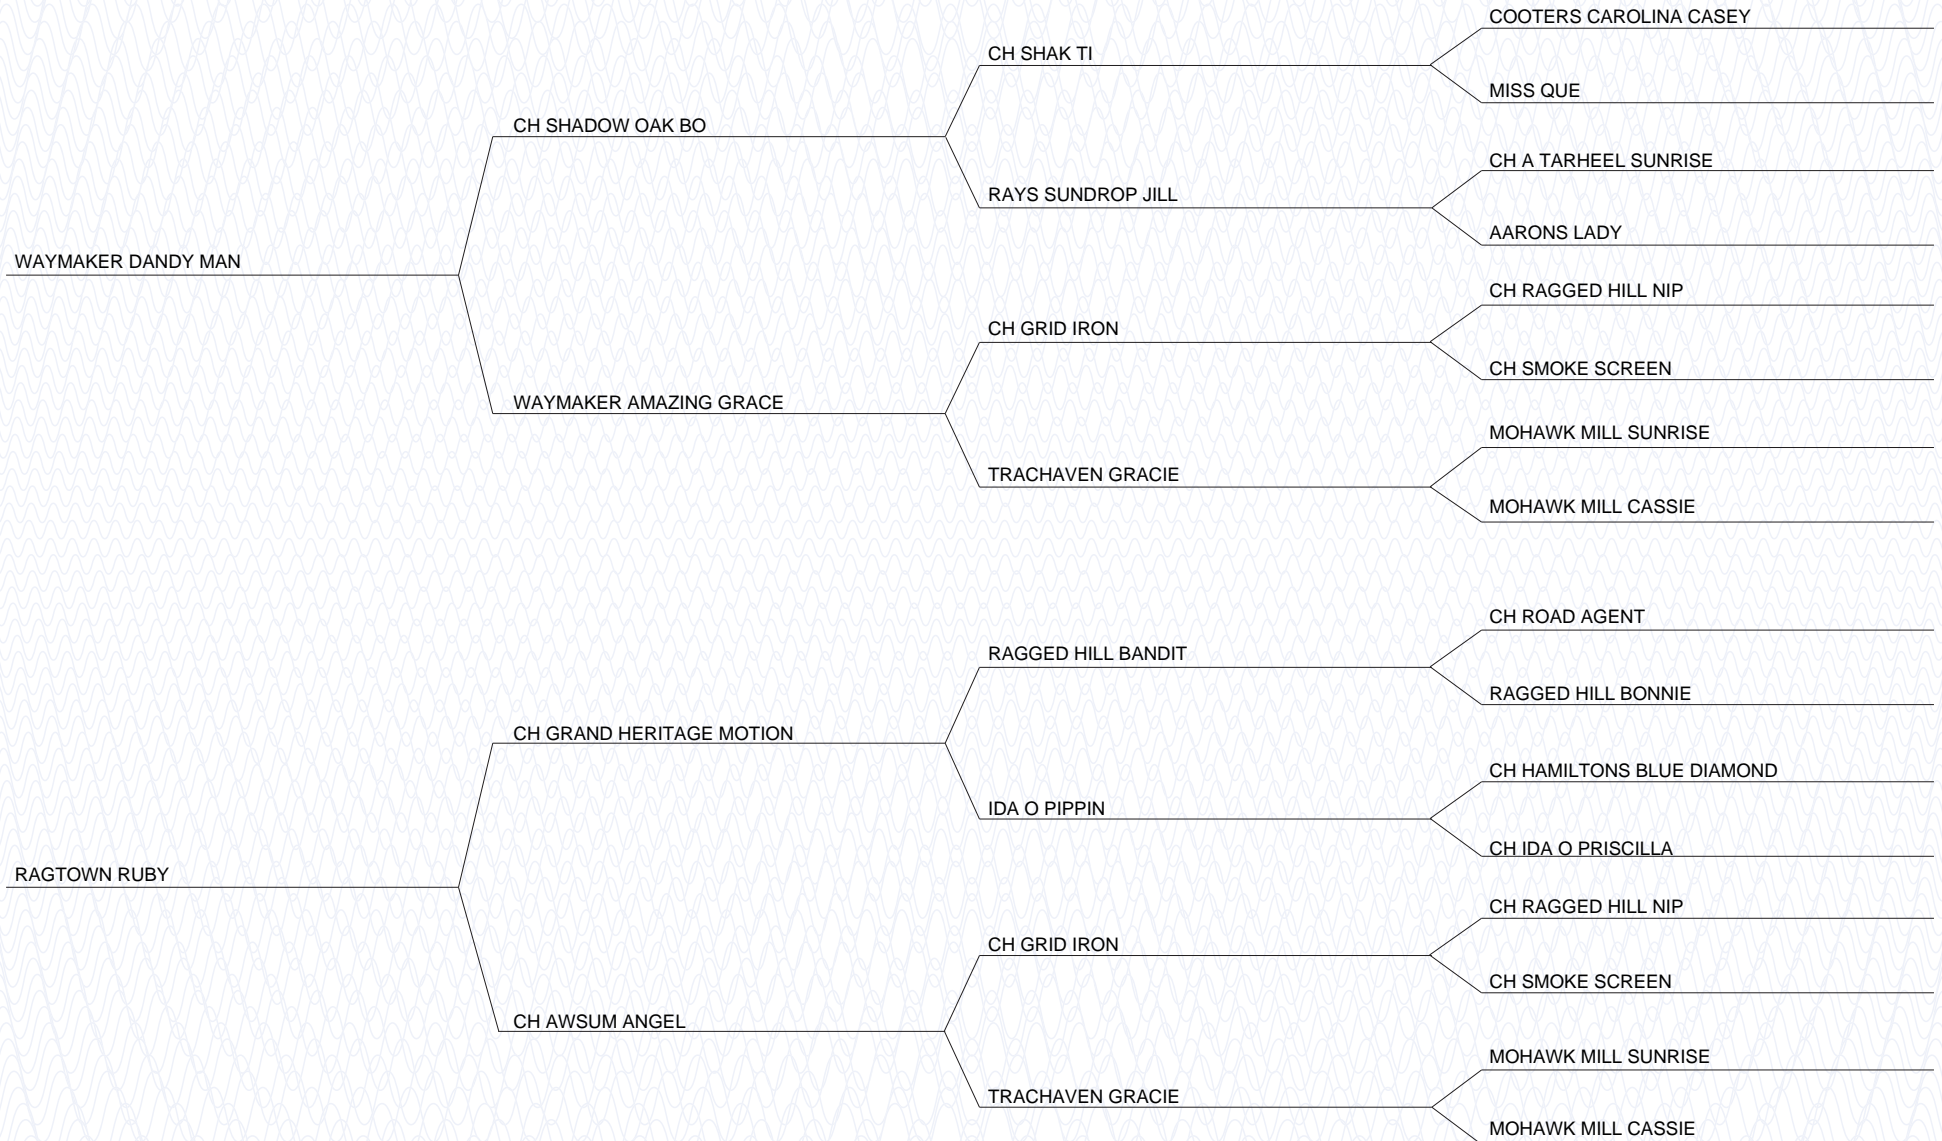 COOTERS CAROLINA CASEY
CH SHAK TI
MISS QUE
CH SHADOW OAK BO
CH A TARHEEL SUNRISE
RAYS SUNDROP JILL
AARONS LADY
WAYMAKER DANDY MAN
CH RAGGED HILL NIP
CH GRID IRON
CH SMOKE SCREEN
WAYMAKER AMAZING GRACE
MOHAWK MILL SUNRISE
TRACHAVEN GRACIE
MOHAWK MILL CASSIE
CH ROAD AGENT
RAGGED HILL BANDIT
RAGGED HILL BONNIE
CH GRAND HERITAGE MOTION
CH HAMILTONS BLUE DIAMOND
IDA O PIPPIN
CH IDA O PRISCILLA
RAGTOWN RUBY
CH RAGGED HILL NIP
CH GRID IRON
CH SMOKE SCREEN
CH AWSUM ANGEL
MOHAWK MILL SUNRISE
TRACHAVEN GRACIE
MOHAWK MILL CASSIE